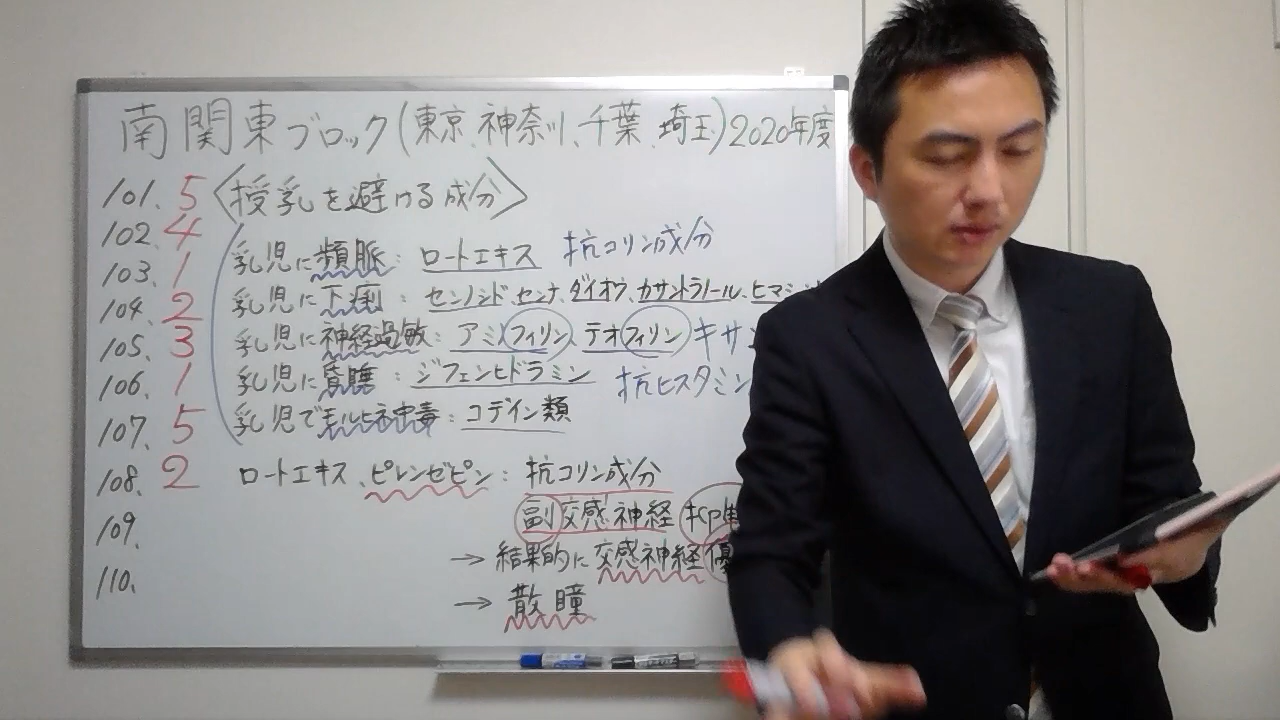 南関東ブロック(東京、神奈川、千葉、埼玉)2020年度
101. 5 〈授乳を避ける成分〉
102. 4
乳児に頻脈：ロートエキス 抗コリン成分
103. 1
104. 2 乳児に下痢：センノシド、センナ、ダイオウ、カサントラノール、ヒマシ
105. 3 乳児に神経過敏：アミノフィリン、テオフィリン キサン
106. 1 乳児に昏睡：ジフェンヒドラミン 抗ヒスタミン
107. 5 乳児でモルヒネ中毒：コデイン類
108. 2 ロートエキス、ピレンゼピン：抗コリン成分
109. 副交感神経 抑制
→ 結果的に交感神経優
110.
→ 散瞳